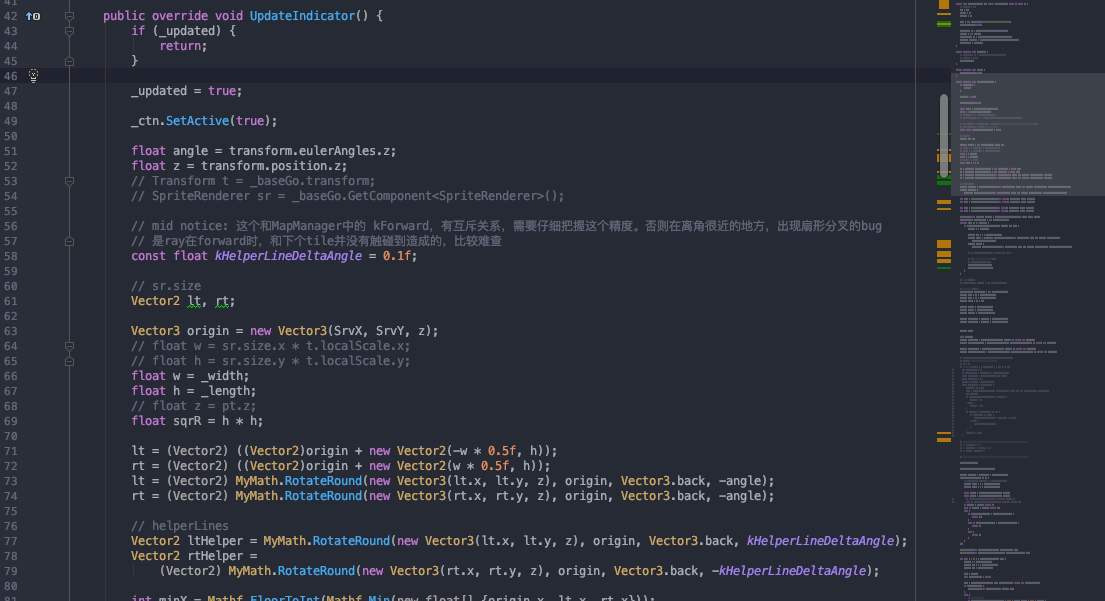 41
42 public override void UpdateIndicator() {
43 if (_updated) {
44 return;
45 }
46
47 _updated = true;
48
49 _ctn.SetActive(true);
50
51 float angle = transform.eulerAngles.z;
52 float z = transform.position.z;
53 // Transform t = _baseGo.transform;
54 // SpriteRenderer sr = _baseGo.GetComponent<SpriteRenderer>();
55
56 // mid notice: 这个和MapManager中的 kForward，有互斥关系，需要仔细把握这个精度。否则在离角很近的地方，出现扇形分叉的bug
57 // 是ray在forward时，和下个tile并没有触碰到造成的，比较难查
58 const float kHelperLineDeltaAngle = 0.1f;
59
60 // sr.size
61 Vector2 lt, rt;
62
63 Vector3 origin = new Vector3(SrvX, SrvY, z);
64 // float w = sr.size.x * t.localScale.x;
65 // float h = sr.size.y * t.localScale.y;
66 float w = _width;
67 float h = _length;
68 // float z = pt.z;
69 float sqrR = h * h;
70
71 lt = (Vector2) ((Vector2)origin + new Vector2(-w * 0.5f, h));
72 rt = (Vector2) ((Vector2)origin + new Vector2(w * 0.5f, h));
73 lt = (Vector2) MyMath.RotateRound(new Vector3(lt.x, lt.y, z), origin, Vector3.back, -angle);
74 rt = (Vector2) MyMath.RotateRound(new Vector3(rt.x, rt.y, z), origin, Vector3.back, -angle);
75
76 // helperLines
77 Vector2 ltHelper = MyMath.RotateRound(new Vector3(lt.x, lt.y, z), origin, Vector3.back, kHelperLineDeltaAngle);
78 Vector2 rtHelper =
79 (Vector2) MyMath.RotateRound(new Vector3(rt.x, rt.y, z), origin, Vector3.back, -kHelperLineDeltaAngle);
80
81 int minX = Mathf.FloorToInt(Mathf.Min(new float[] {origin.x, lt.x, rt.x}));